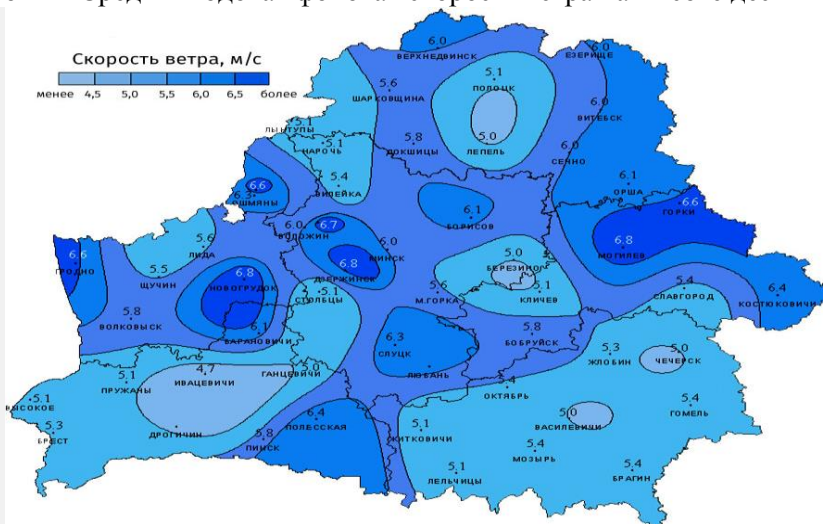 Скорость ветра, м/с
менее 4,5 5,0 5,5 6,0 6,5 более
6,0
ВЕРХНЕДВИНСК
6,0
ЕЗЕРИЩЕ
5.6
ШАРКОВЩИНА
5.1
ПОЛОЦК
6.0
ВИТЕБСК
5.1
ЛЫНТУПЫ
5.1
НАРОЧЬ
5.8
ДОКШИЦЫ
5.0
ЛЕПЕЛЬ
6.0
СЕННО
5.4
ВИЛЕЙКА
6.1
ОРША
6.6
6.3
ОШМЯНЫ
6.6
ГОРКИ
6.1
БОРИСОВ
6.0
ВОЛОЖИН
6.7
6.0
МИНСК
6.8
ДЗЕРЖИНСК
6.8
МОГИЛЕВ
5.6
ЛИДА
5.5
ЩУЧИН
6.6
ГРОДНО
6.8
НОВОГРУДОК
5.1
СТОЛБЦЫ
5.0
БЕРЕЗИНО
5.1
КЛИЧЕВ
5.6
М.ГОРКА
5.4
СЛАВГОРОД
6.4
КОСТЮКОВИЧИ
5.8
ВОЛКОВЫСК
6.1
БАРАНОВИЧИ
6.3
СЛУЦК
5.8
БОБРУЙСК
5.3
ЖЛОБИН
5.0
ЧЕЧЕРСК
4,7
ИВАЦЕВИЧИ
5.0
ГАНЦЕВИЧИ
ЛЮБАНЬ
5.1
ПРУЖАНЫ
5.4
ОКТЯБРЬ
5.1
ВЫСОКОЕ
5.3
БРЕСТ
ДРОГИЧИН
6.4
ПОЛЕССКАЯ
5.8
ПИНСК
5.1
ЖИТКОВИЧИ
5.0
ВАСИЛЕВИЧИ
5.4
ГОМЕЛЬ
5.4
МОЗЫРЬ
5.1
ЛЕЛЬЧИЦЫ
5.4
БРАГИН